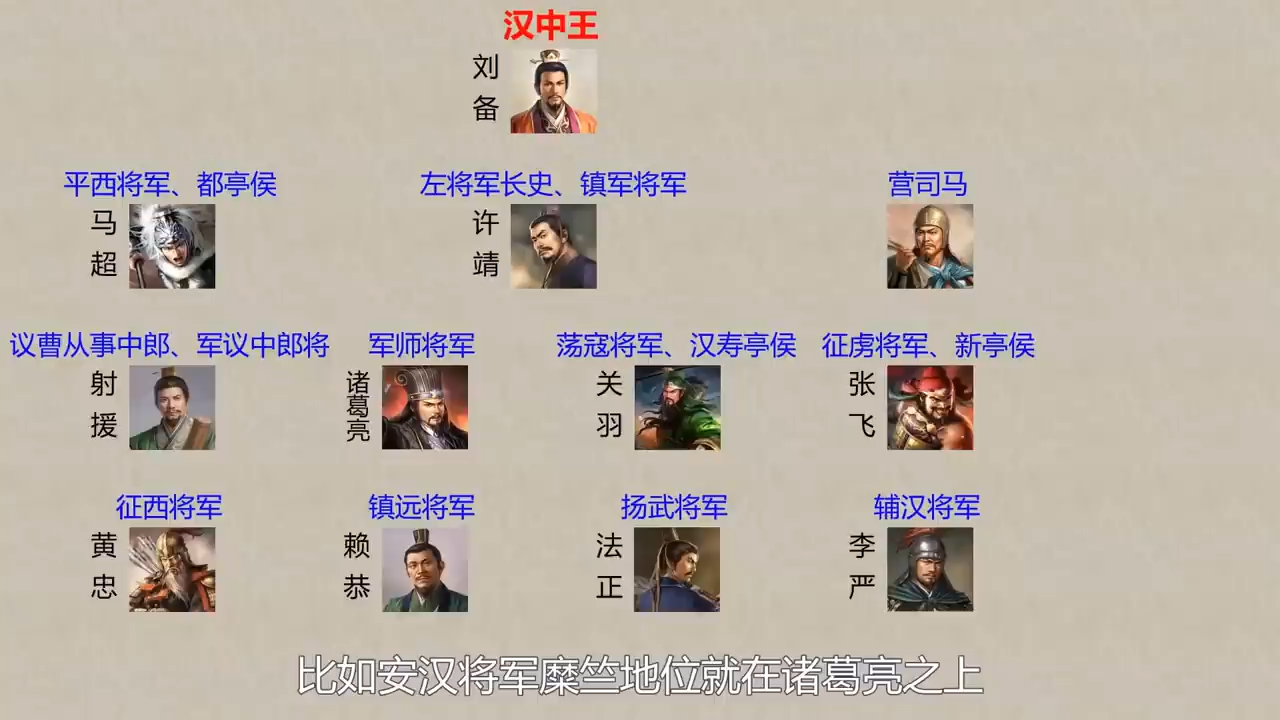 汉中王
刘备
平西将军、都亭侯
马超
左将军长史、镇军将军
许靖
营司马
议曹从事中郎、军议中郎将
射援
军师将军
诸葛亮
荡寇将军、汉寿亭侯
关羽
征虏将军、新亭侯
张飞
征西将军
黄忠
镇远将军
赖恭
扬武将军
法正
辅汉将军
李严
比如安汉将军糜竺地位就在诸葛亮之上